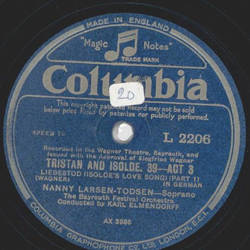 MADE IN ENGLAND
"Magic Notes"
TRADE MARK
Columbia
20
SPEED
L 2206
Recorded in the Wagner Theatre, Bayreuth, and
issued with the Approval of Siegfried Wagner
TRISTAN AND ISOLDE. 39—ACT 3
LIEBESTOD (ISOLDE'S LOVE SONG) (PART 1)
(WAGNER) IN GERMAN
NANNY LARSEN-TODSEN—Soprano
The Bayreuth Festival Orchestra
Conducted by KARL ELMENDORFF
COLUMBIA GRAPHOPHONE CO. LTD. LONDON, E.C.1.